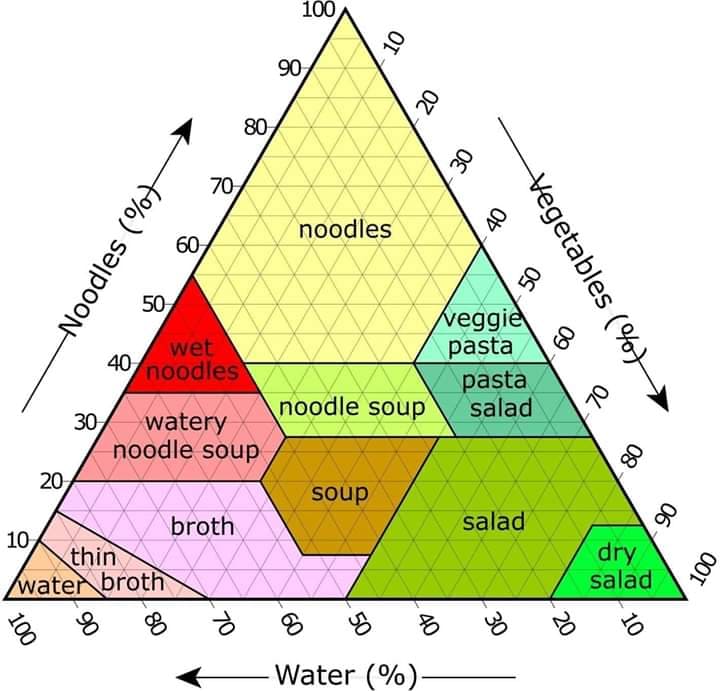 100
90
80
70
60
50
40
30
20
10
Noodles (%)
10
20
30
40
50
60
70
80
90
100
Vegetables (%)
noodles
veggie
pasta
wet
noodles
pasta
salad
noodle soup
watery
noodle soup
soup
broth
salad
thin
broth
water
dry
salad
100
90
80
70
60
50
40
30
20
10
Water (%)